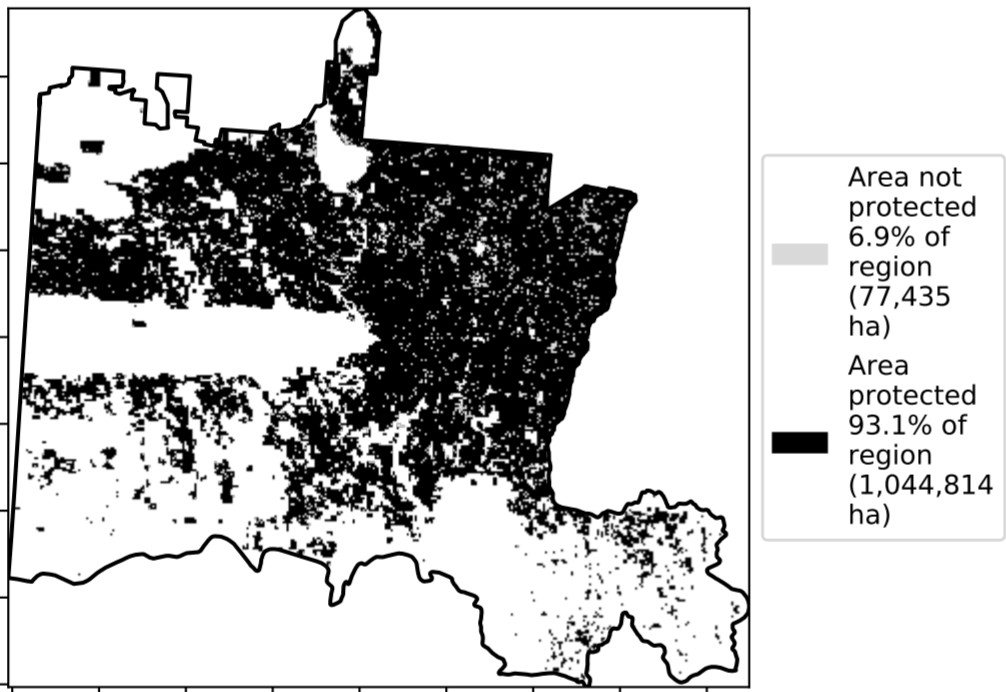 Area not
protected
6.9% of
region
(77,435
ha)
Area
protected
93.1% of
region
(1,044,814
ha)